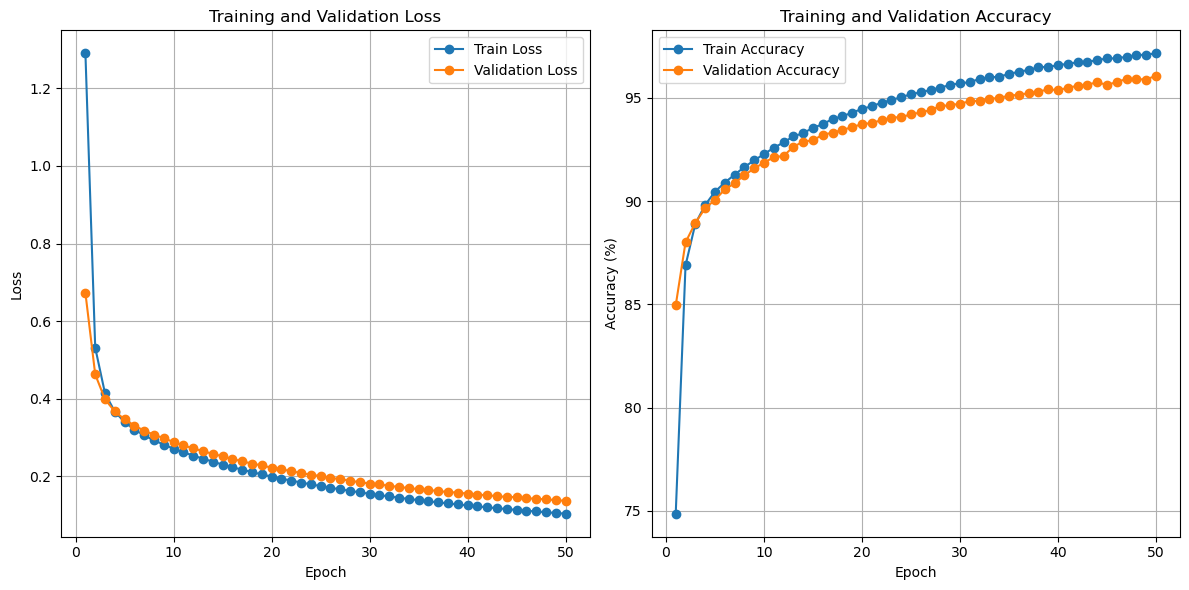 Training and Validation Loss
Train Loss
Validation Loss
1.2
1.0
0.8
0.6
0.4
0.2
Loss
0 10 20 30 40 50
Epoch
Training and Validation Accuracy
Train Accuracy
Validation Accuracy
95
90
85
80
75
Accuracy (%)
0 10 20 30 40 50
Epoch